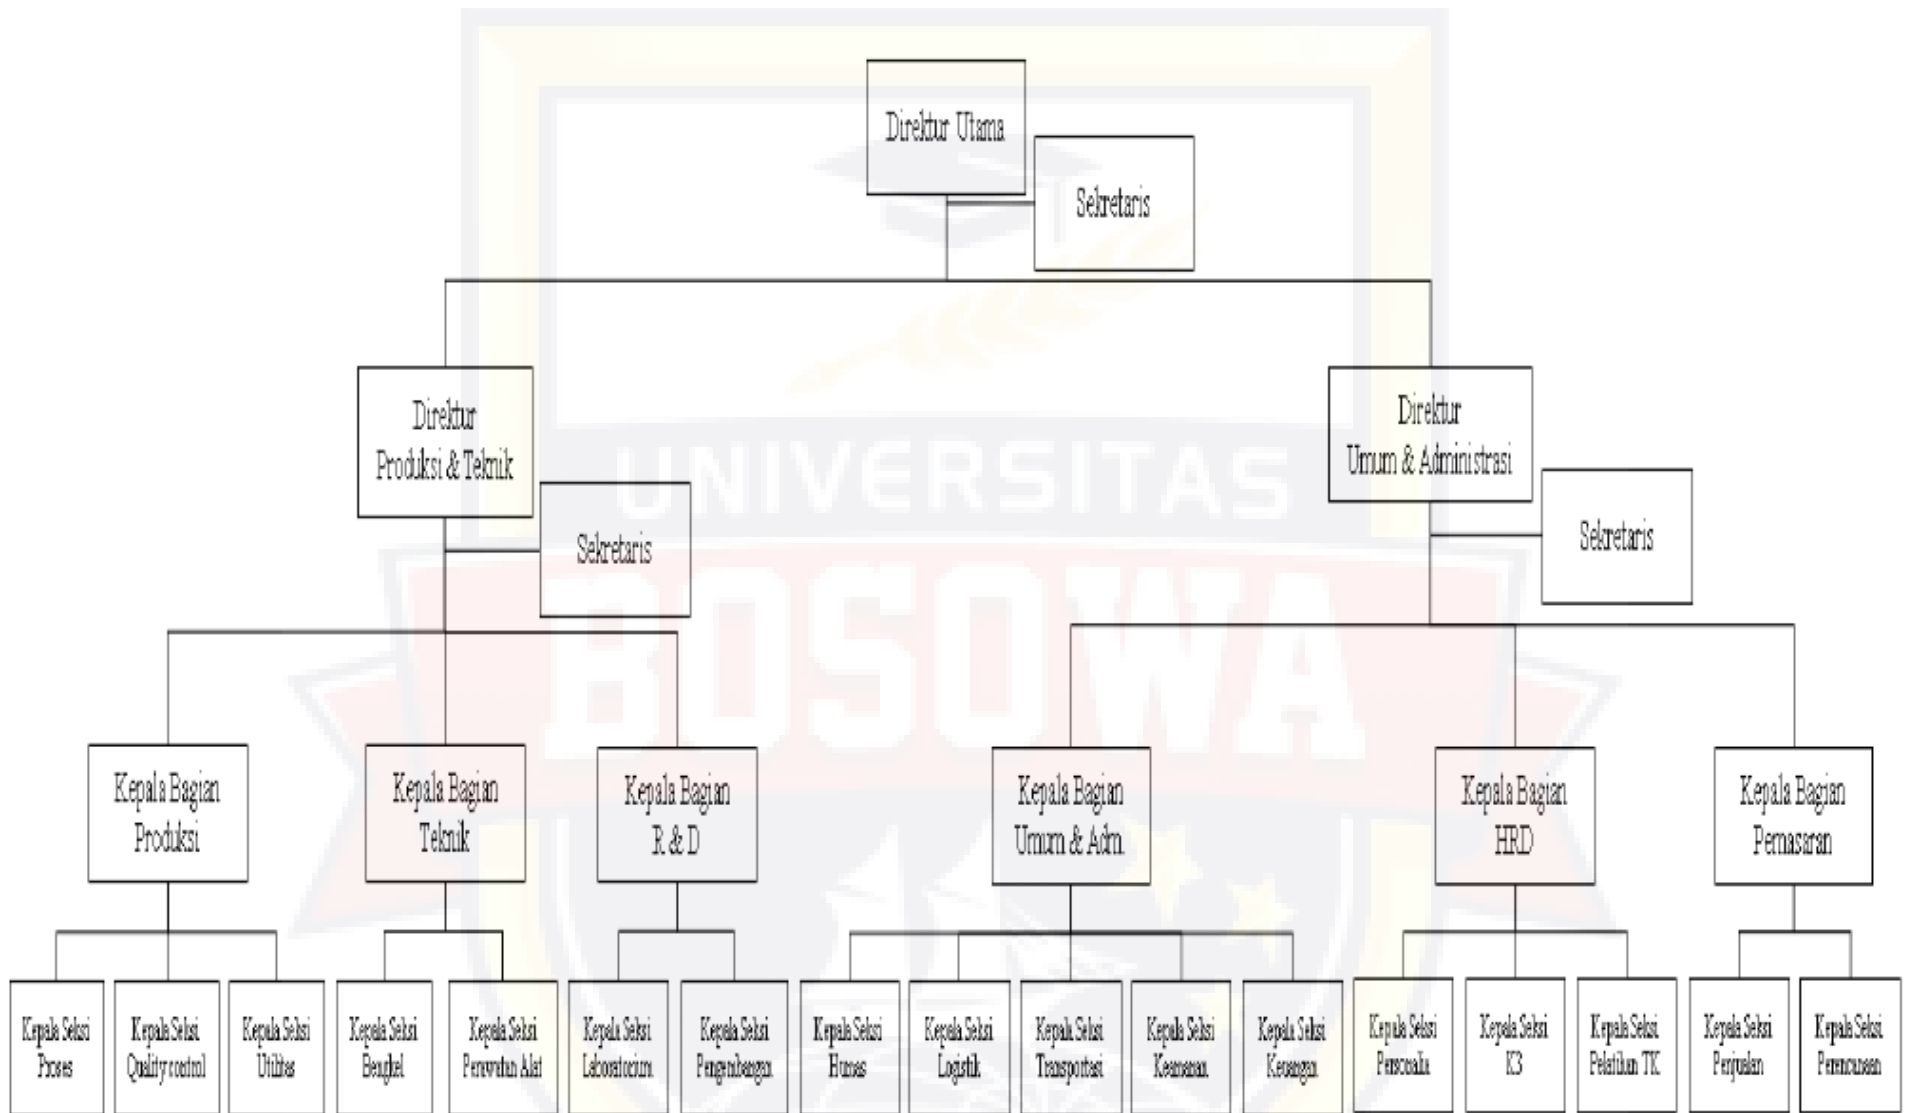 Direktur Utama
Sekretaris
Direktur
Produksi & Teknik
Direktur
Umum & Administrasi
Sekretaris
Sekretaris
UNIVERSITAS
BOSOWA
Kepala Bagian
Produksi
Kepala Bagian
Teknik
Kepala Bagian
R & D
Kepala Bagian
Umum & Adm.
Kepala Bagian
HRD
Kepala Bagian
Pemasaran
Kepala Seksi
Proses
Kepala Seksi
Quality control
Kepala Seksi
Utilitas
Kepala Seksi
Bengkel
Kepala Seksi
Perawatan Alat
Kepala Seksi
Laboratorium
Kepala Seksi
Pengembangan
Kepala Seksi
Humas
Kepala Seksi
Logistik
Kepala Seksi
Transportasi
Kepala Seksi
Keamanan
Kepala Seksi
Keuangan
Kepala Seksi
Personalia
Kepala Seksi
K3
Kepala Seksi
Pelatihan TK
Kepala Seksi
Penjualan
Kepala Seksi
Perencanaan